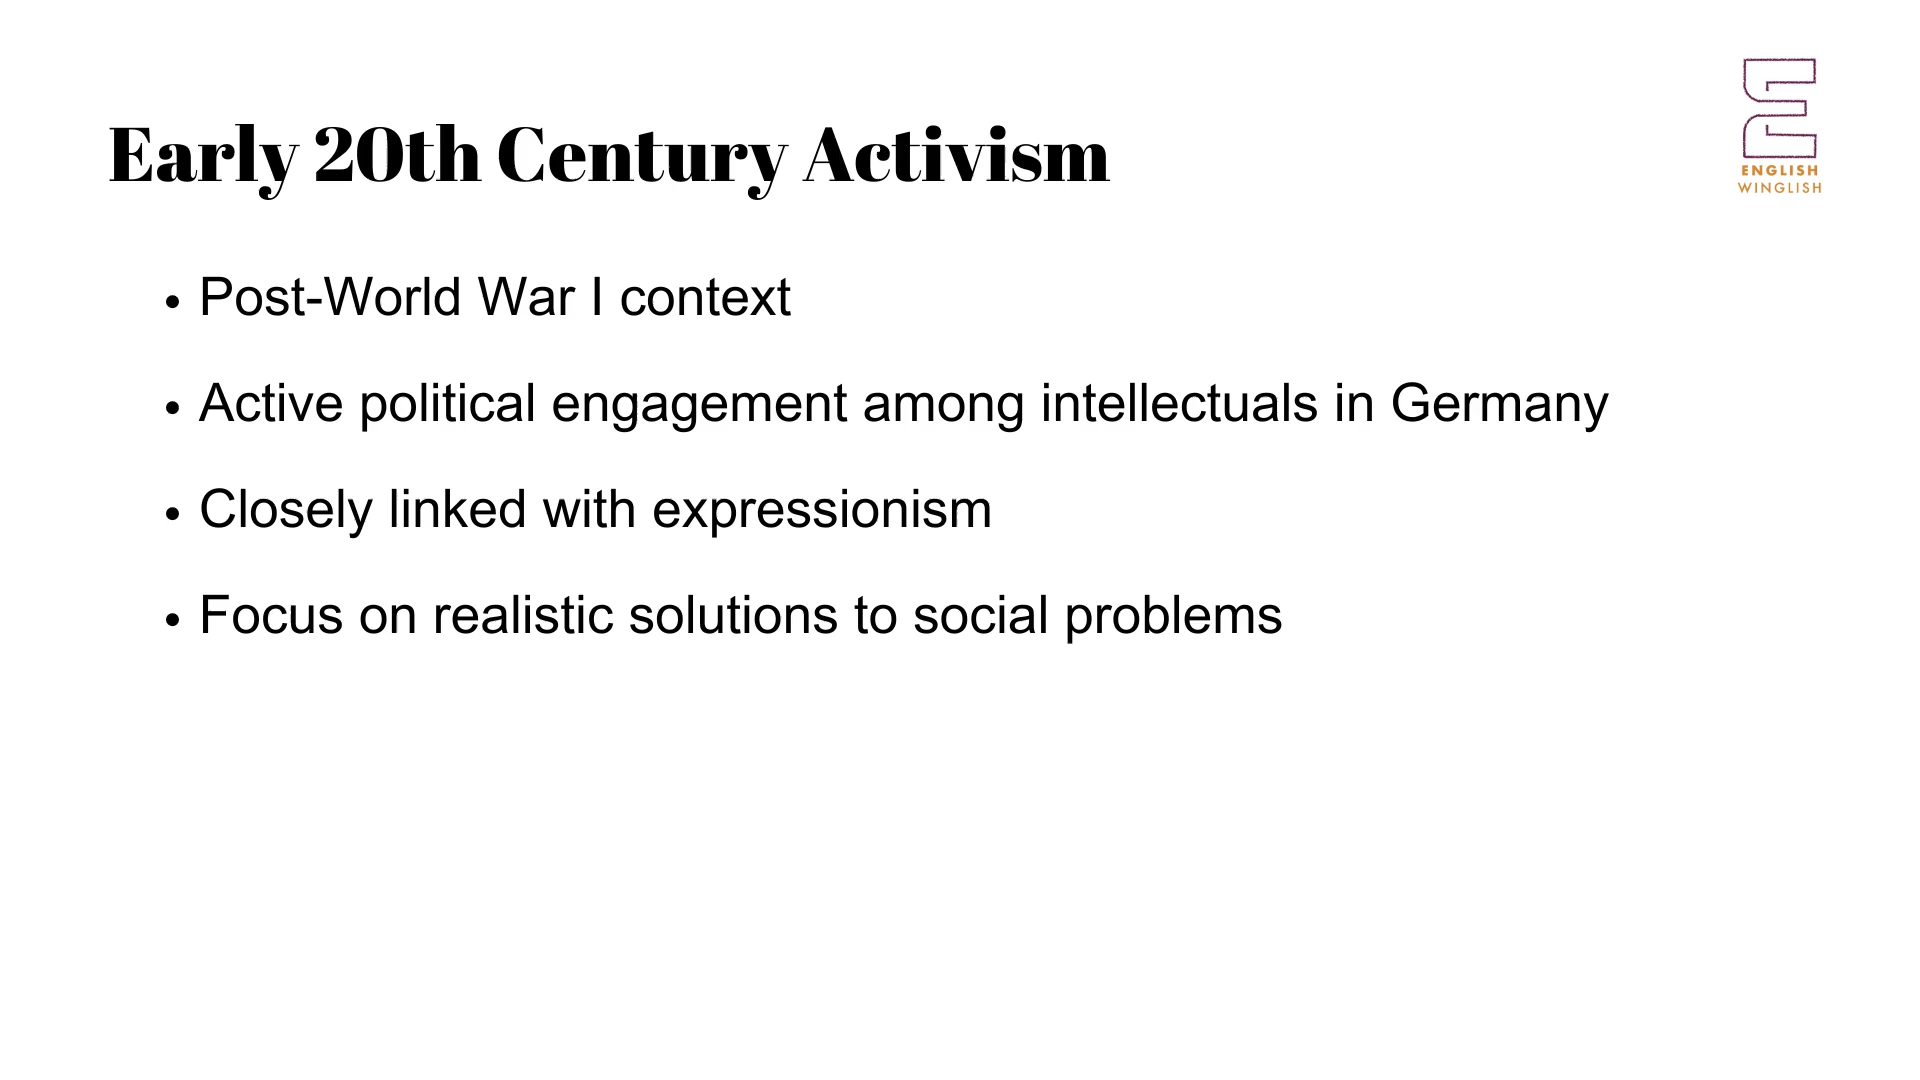 Early 20th Century Activism
ENGLISH
WINGLISH
• Post-World War I context
• Active political engagement among intellectuals in Germany
• Closely linked with expressionism
• Focus on realistic solutions to social problems